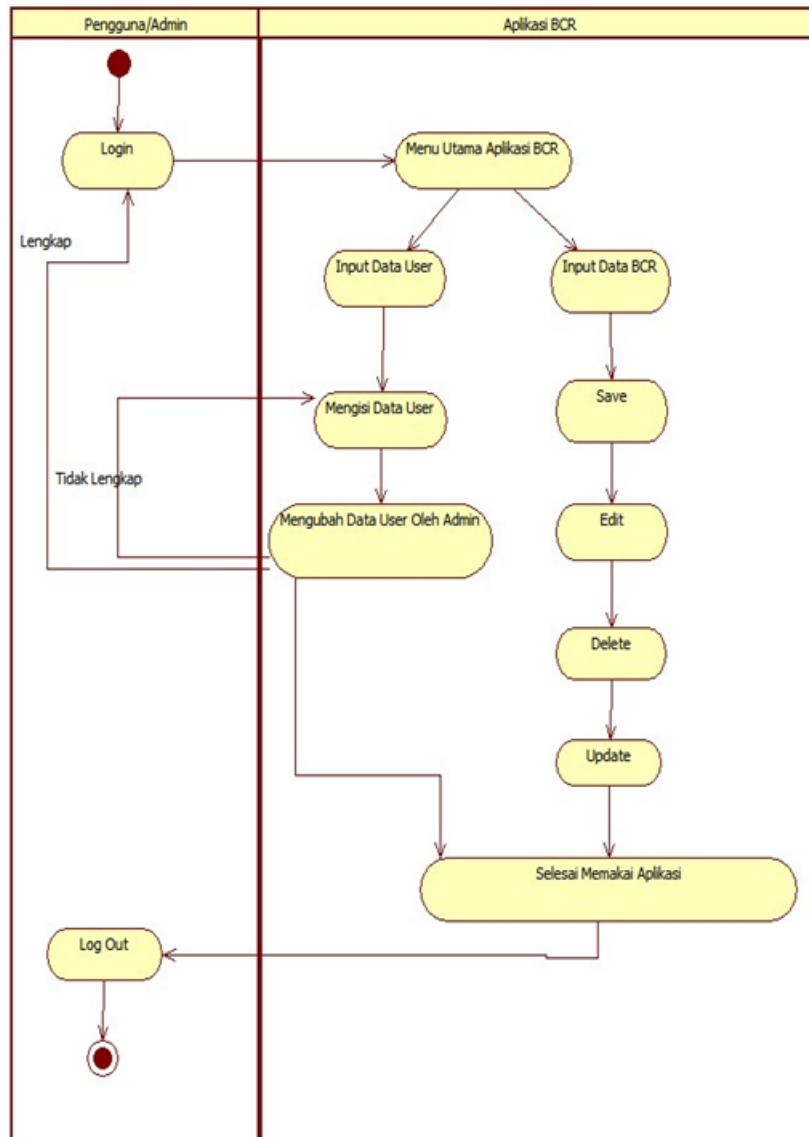 Pengguna/Admin
Aplikasi BCR
Login
Menu Utama Aplikasi BCR
Lengkap
Input Data User
Input Data BCR
Mengisi Data User
Save
Tidak Lengkap
Mengubah Data User Oleh Admin
Edit
Delete
Update
Selesai Memakai Aplikasi
Log Out